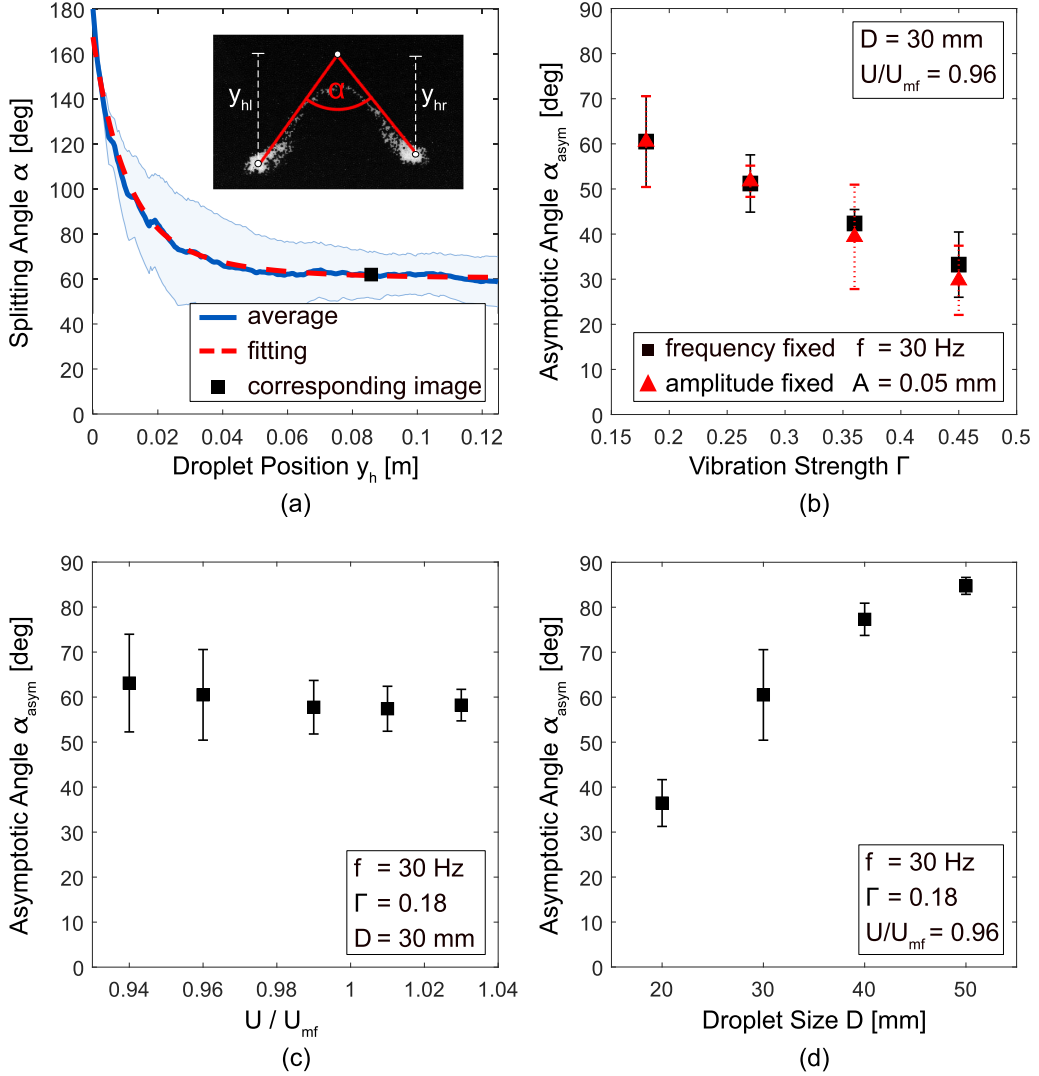 180
160
140
120
100
80
60
40
20
0
Splitting Angle α [deg]
y_hl
α
y_hr
average
fitting
corresponding image
0 0.02 0.04 0.06 0.08 0.1 0.12
Droplet Position y_h [m]
(a)
90
80
70
60
50
40
30
20
10
0
Asymptotic Angle α_asym [deg]
D = 30 mm
U/U_mf = 0.96
frequency fixed f = 30 Hz
amplitude fixed A = 0.05 mm
0.15 0.2 0.25 0.3 0.35 0.4 0.45 0.5
Vibration Strength Γ
(b)
90
80
70
60
50
40
30
20
10
0
Asymptotic Angle α_asym [deg]
f = 30 Hz
Γ = 0.18
D = 30 mm
0.94 0.96 0.98 1 1.02 1.04
U / U_mf
(c)
90
80
70
60
50
40
30
20
10
0
Asymptotic Angle α_asym [deg]
f = 30 Hz
Γ = 0.18
U/U_mf = 0.96
20 30 40 50
Droplet Size D [mm]
(d)